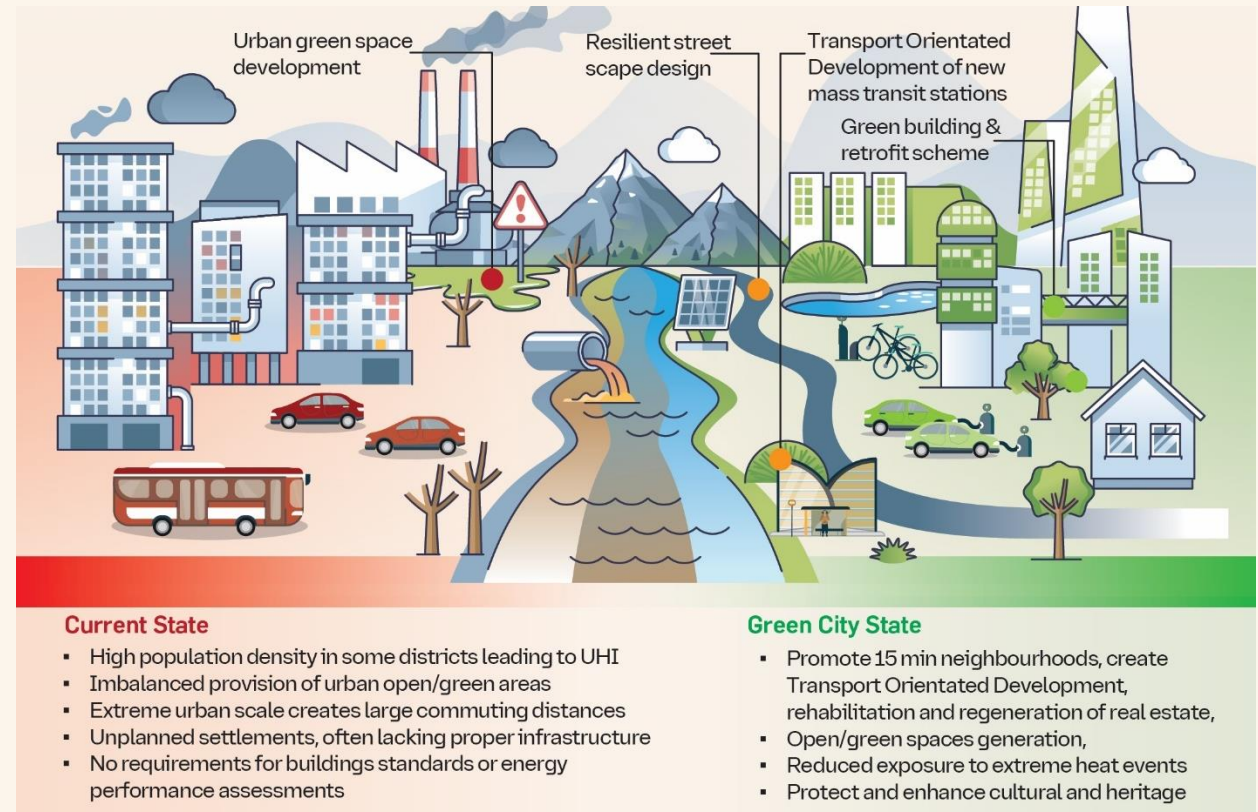 Urban green space
development
Resilient street
scape design
Transport Orientated
Development of new
mass transit stations
Green building &
retrofit scheme
Current State
▪ High population density in some districts leading to UHI
▪ Imbalanced provision of urban open/green areas
▪ Extreme urban scale creates large commuting distances
▪ Unplanned settlements, often lacking proper infrastructure
▪ No requirements for buildings standards or energy
performance assessments
Green City State
▪ Promote 15 min neighbourhoods, create
Transport Orientated Development,
rehabilitation and regeneration of real estate,
▪ Open/green spaces generation,
▪ Reduced exposure to extreme heat events
▪ Protect and enhance cultural and heritage